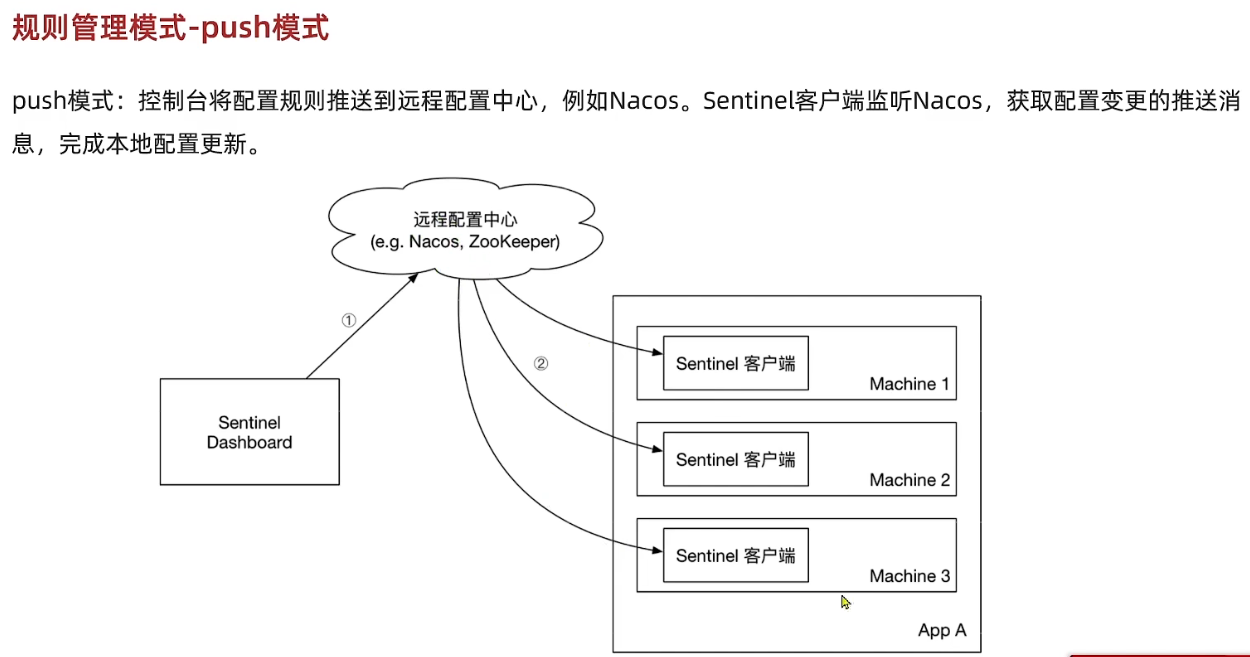 规则管理模式-push模式
push模式：控制台将配置规则推送到远程配置中心，例如Nacos。Sentinel客户端监听Nacos，获取配置变更的推送消
息，完成本地配置更新。
远程配置中心
(e.g. Nacos, ZooKeeper)
①
②
Sentinel 客户端
Machine 1
Sentinel
Dashboard
Sentinel 客户端
Machine 2
Sentinel 客户端
Machine 3
App A